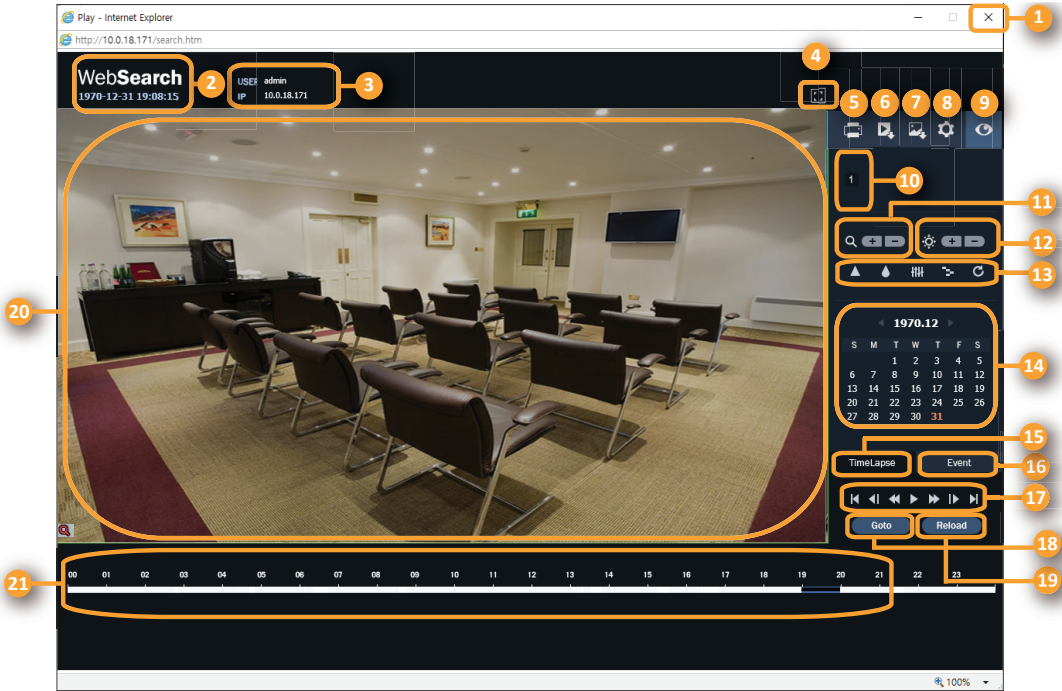 Play - Internet Explorer
1
http://10.0.18.171/search.htm
WebSearch
1970-12-31 19:08:15
2
USER admin
IP 10.0.18.171
3
4
5 6 7 8 9
1
10
11
12
13
1970.12
S M T W T F S
1 2 3 4 5
6 7 8 9 10 11 12
13 14 15 16 17 18 19
20 21 22 23 24 25 26
27 28 29 30 31
14
15
TimeLapse Event
16
17
Goto Reload
18
19
20
21
00 01 02 03 04 05 06 07 08 09 10 11 12 13 14 15 16 17 18 19 20 21 22 23
100%